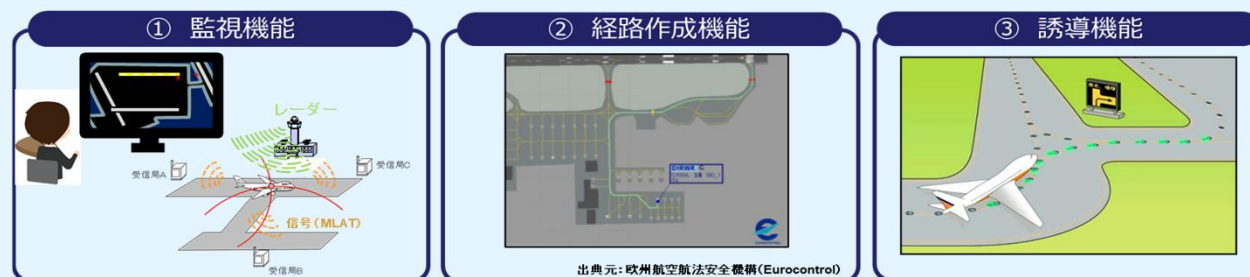 ① 監視機能
レーダー
受信局A
受信局C
信号(MLAT)
受信局B
② 経路作成機能
EUROCONTROL
出典元:欧州航空航法安全機構(Eurocontrol)
③ 誘導機能